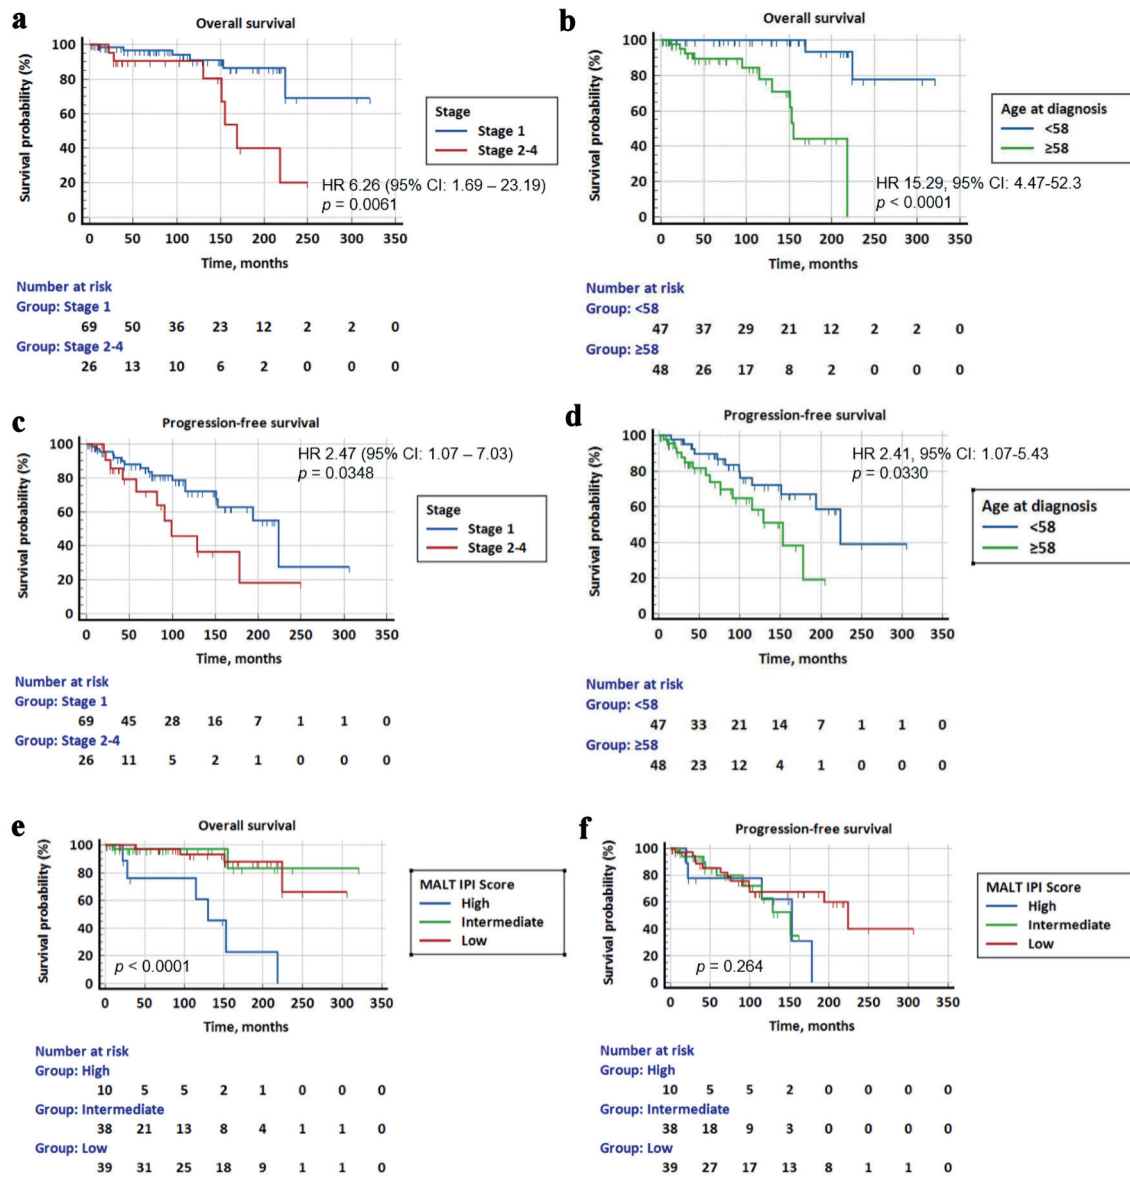 a
Overall survival
Survival probability (%)
100
80
60
40
20
0
0 50 100 150 200 250 300 350
Time, months
Stage
Stage 1
Stage 2-4
HR 6.26 (95% CI: 1.69 – 23.19)
p = 0.0061
Number at risk
Group: Stage 1
69 50 36 23 12 2 2 0
Group: Stage 2-4
26 13 10 6 2 0 0 0
b
Overall survival
Survival probability (%)
100
80
60
40
20
0
0 50 100 150 200 250 300 350
Time, months
Age at diagnosis
<58
≥58
HR 15.29, 95% CI: 4.47-52.3
p < 0.0001
Number at risk
Group: <58
47 37 29 21 12 2 2 0
Group: ≥58
48 26 17 8 2 0 0 0
c
Progression-free survival
Survival probability (%)
100
80
60
40
20
0
0 50 100 150 200 250 300 350
Time, months
HR 2.47 (95% CI: 1.07 – 7.03)
p = 0.0348
Stage
Stage 1
Stage 2-4
Number at risk
Group: Stage 1
69 45 28 16 7 1 1 0
Group: Stage 2-4
26 11 5 2 1 0 0 0
d
Progression-free survival
Survival probability (%)
100
80
60
40
20
0
0 50 100 150 200 250 300 350
Time, months
HR 2.41, 95% CI: 1.07-5.43
p = 0.0330
Age at diagnosis
<58
≥58
Number at risk
Group: <58
47 33 21 14 7 1 1 0
Group: ≥58
48 23 12 4 1 0 0 0
e
Overall survival
Survival probability (%)
100
80
60
40
20
0
0 50 100 150 200 250 300 350
Time, months
p < 0.0001
MALT IPI Score
High
Intermediate
Low
Number at risk
Group: High
10 5 5 2 1 0 0 0
Group: Intermediate
38 21 13 8 4 1 1 0
Group: Low
39 31 25 18 9 1 1 0
f
Progression-free survival
Survival probability (%)
100
80
60
40
20
0
0 50 100 150 200 250 300 350
Time, months
p = 0.264
MALT IPI Score
High
Intermediate
Low
Number at risk
Group: High
10 5 5 2 0 0 0 0
Group: Intermediate
38 18 9 3 0 0 0 0
Group: Low
39 27 17 13 8 1 1 0